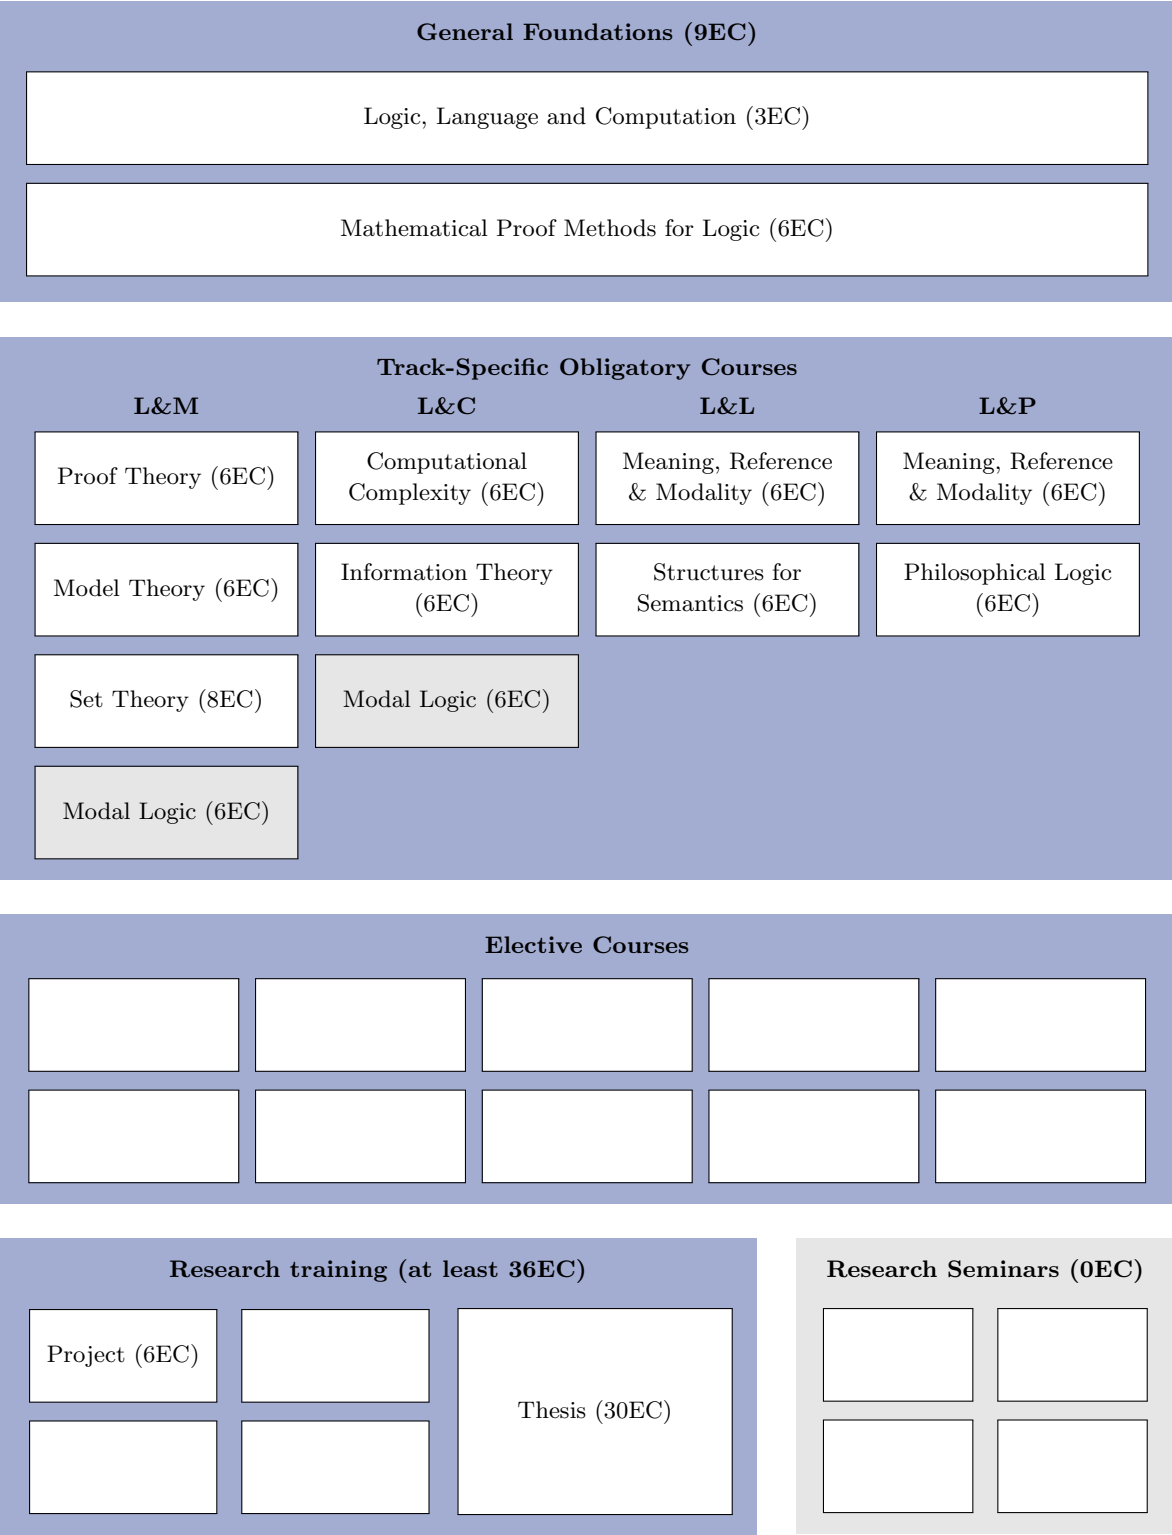 General Foundations (9EC)
Logic, Language and Computation (3EC)
Mathematical Proof Methods for Logic (6EC)
Track-Specific Obligatory Courses
L&M
L&C
L&L
L&P
Proof Theory (6EC)
Computational
Complexity (6EC)
Meaning, Reference
& Modality (6EC)
Meaning, Reference
& Modality (6EC)
Model Theory (6EC)
Information Theory
(6EC)
Structures for
Semantics (6EC)
Philosophical Logic
(6EC)
Set Theory (8EC)
Modal Logic (6EC)
Modal Logic (6EC)
Elective Courses
Research training (at least 36EC)
Project (6EC)
Thesis (30EC)
Research Seminars (0EC)